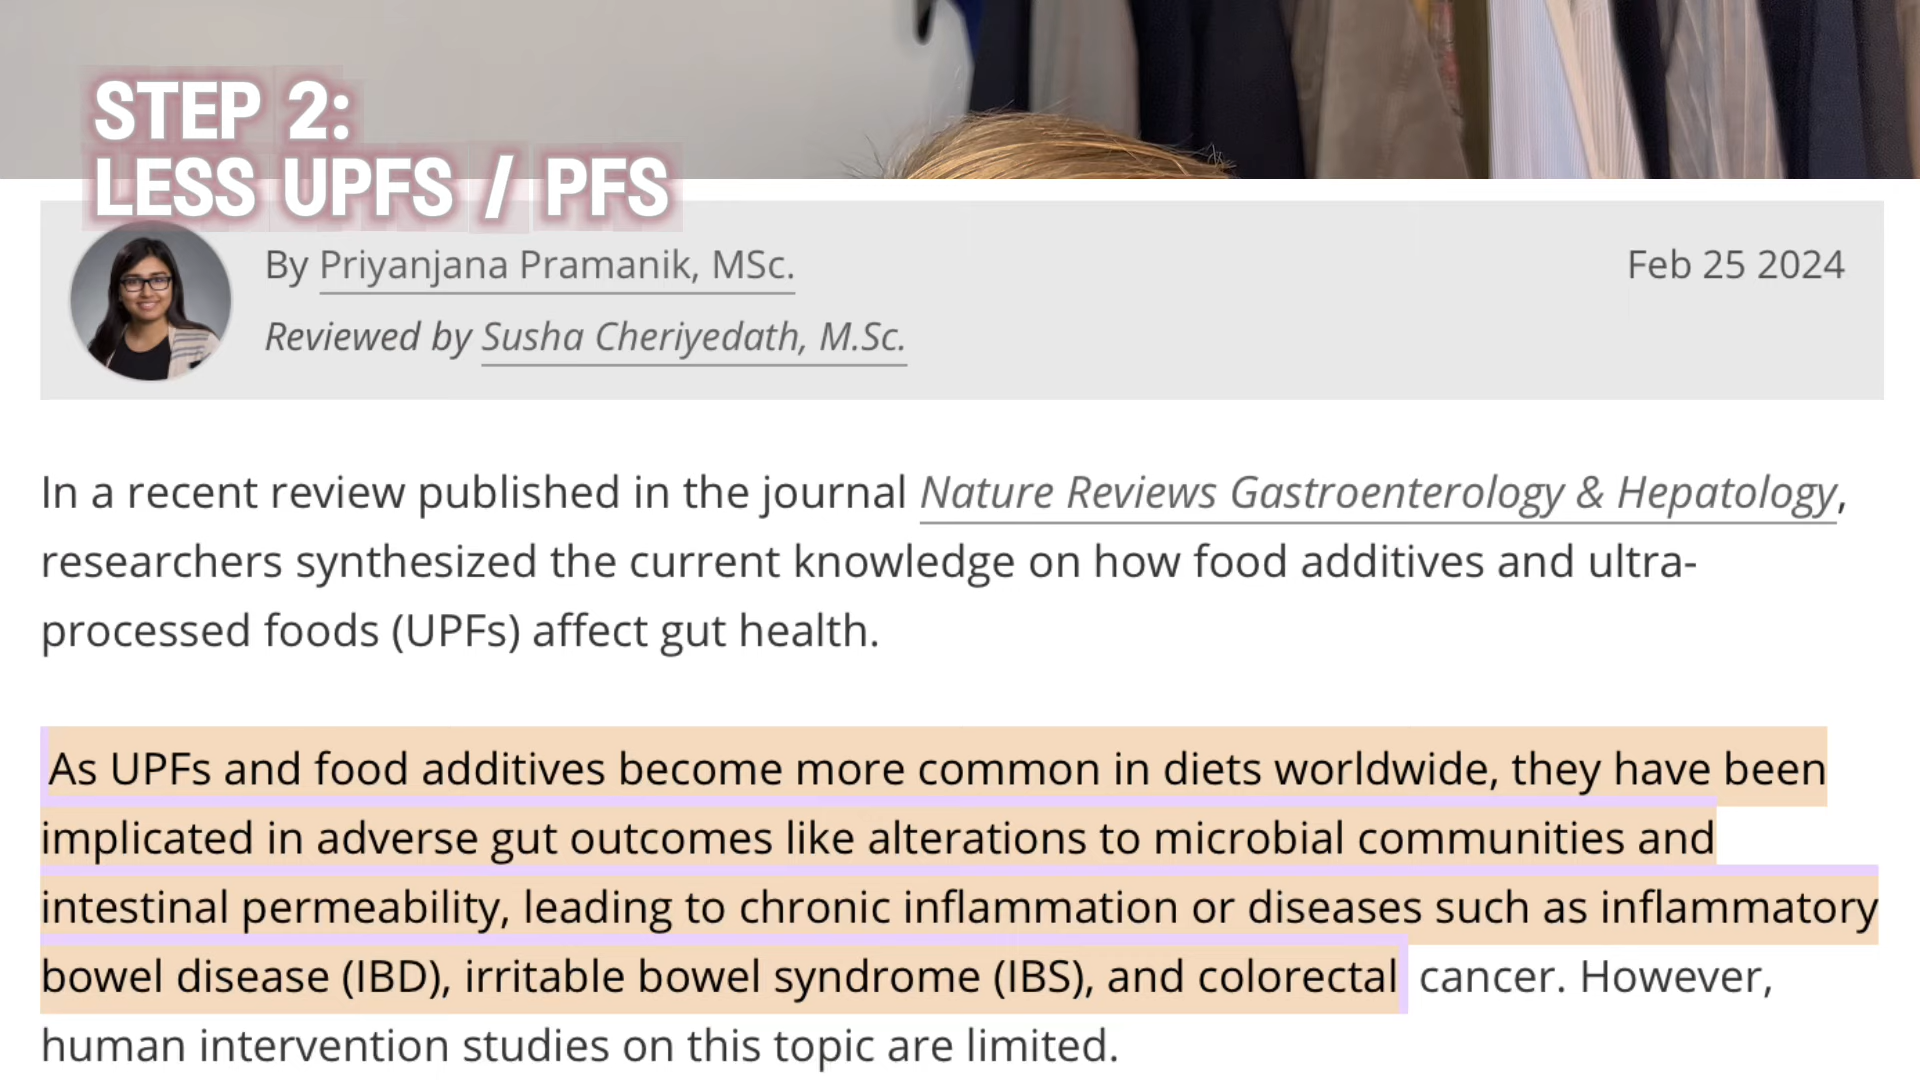 STEP 2:
LESS UPFS / PFS
By Priyanjana Pramanik, MSc.
Feb 25 2024
Reviewed by Susha Cheriyedath, M.Sc.
In a recent review published in the journal Nature Reviews Gastroenterology & Hepatology,
researchers synthesized the current knowledge on how food additives and ultra-
processed foods (UPFs) affect gut health.
As UPFs and food additives become more common in diets worldwide, they have been
implicated in adverse gut outcomes like alterations to microbial communities and
intestinal permeability, leading to chronic inflammation or diseases such as inflammatory
bowel disease (IBD), irritable bowel syndrome (IBS), and colorectal cancer. However,
human intervention studies on this topic are limited.